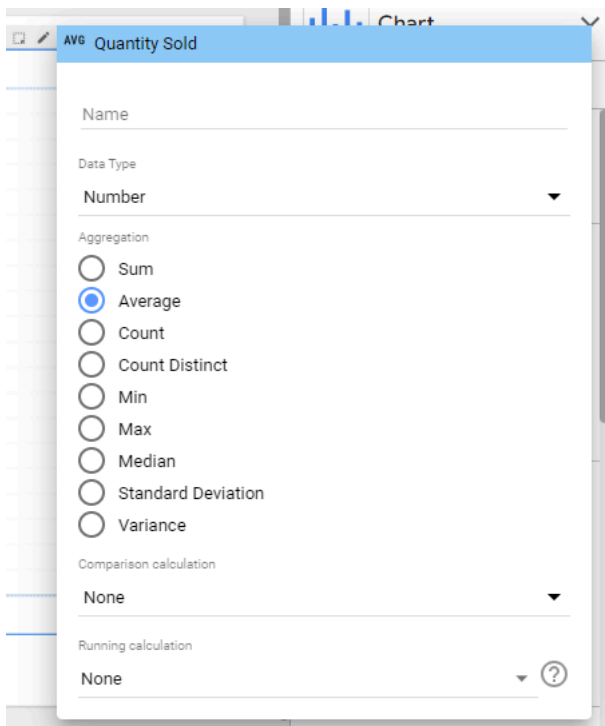 Chart
AVG Quantity Sold
Name
Data Type
Number
Aggregation
Sum
Average
Count
Count Distinct
Min
Max
Median
Standard Deviation
Variance
Comparison calculation
None
Running calculation
None
?